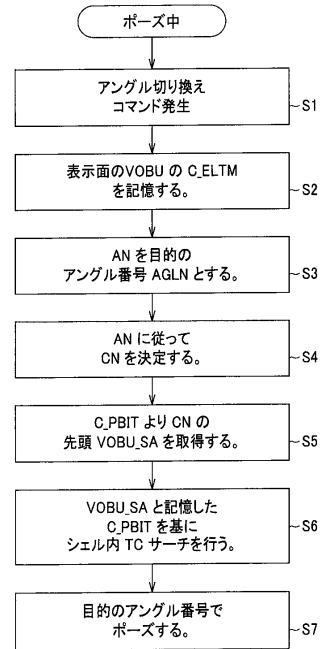 ポーズ中
アングル切り換え
コマンド発生
S1
表示面のVOBU の C_ELTM
を記憶する。
S2
AN を目的の
アングル番号 AGLN とする。
S3
AN に従って
CN を決定する。
S4
C_PBIT より CN の
先頭 VOBU_SA を取得する。
S5
VOBU_SA と記憶した
C_PBIT を基に
シェル内 TC サーチを行う。
S6
目的のアングル番号で
ポーズする。
S7